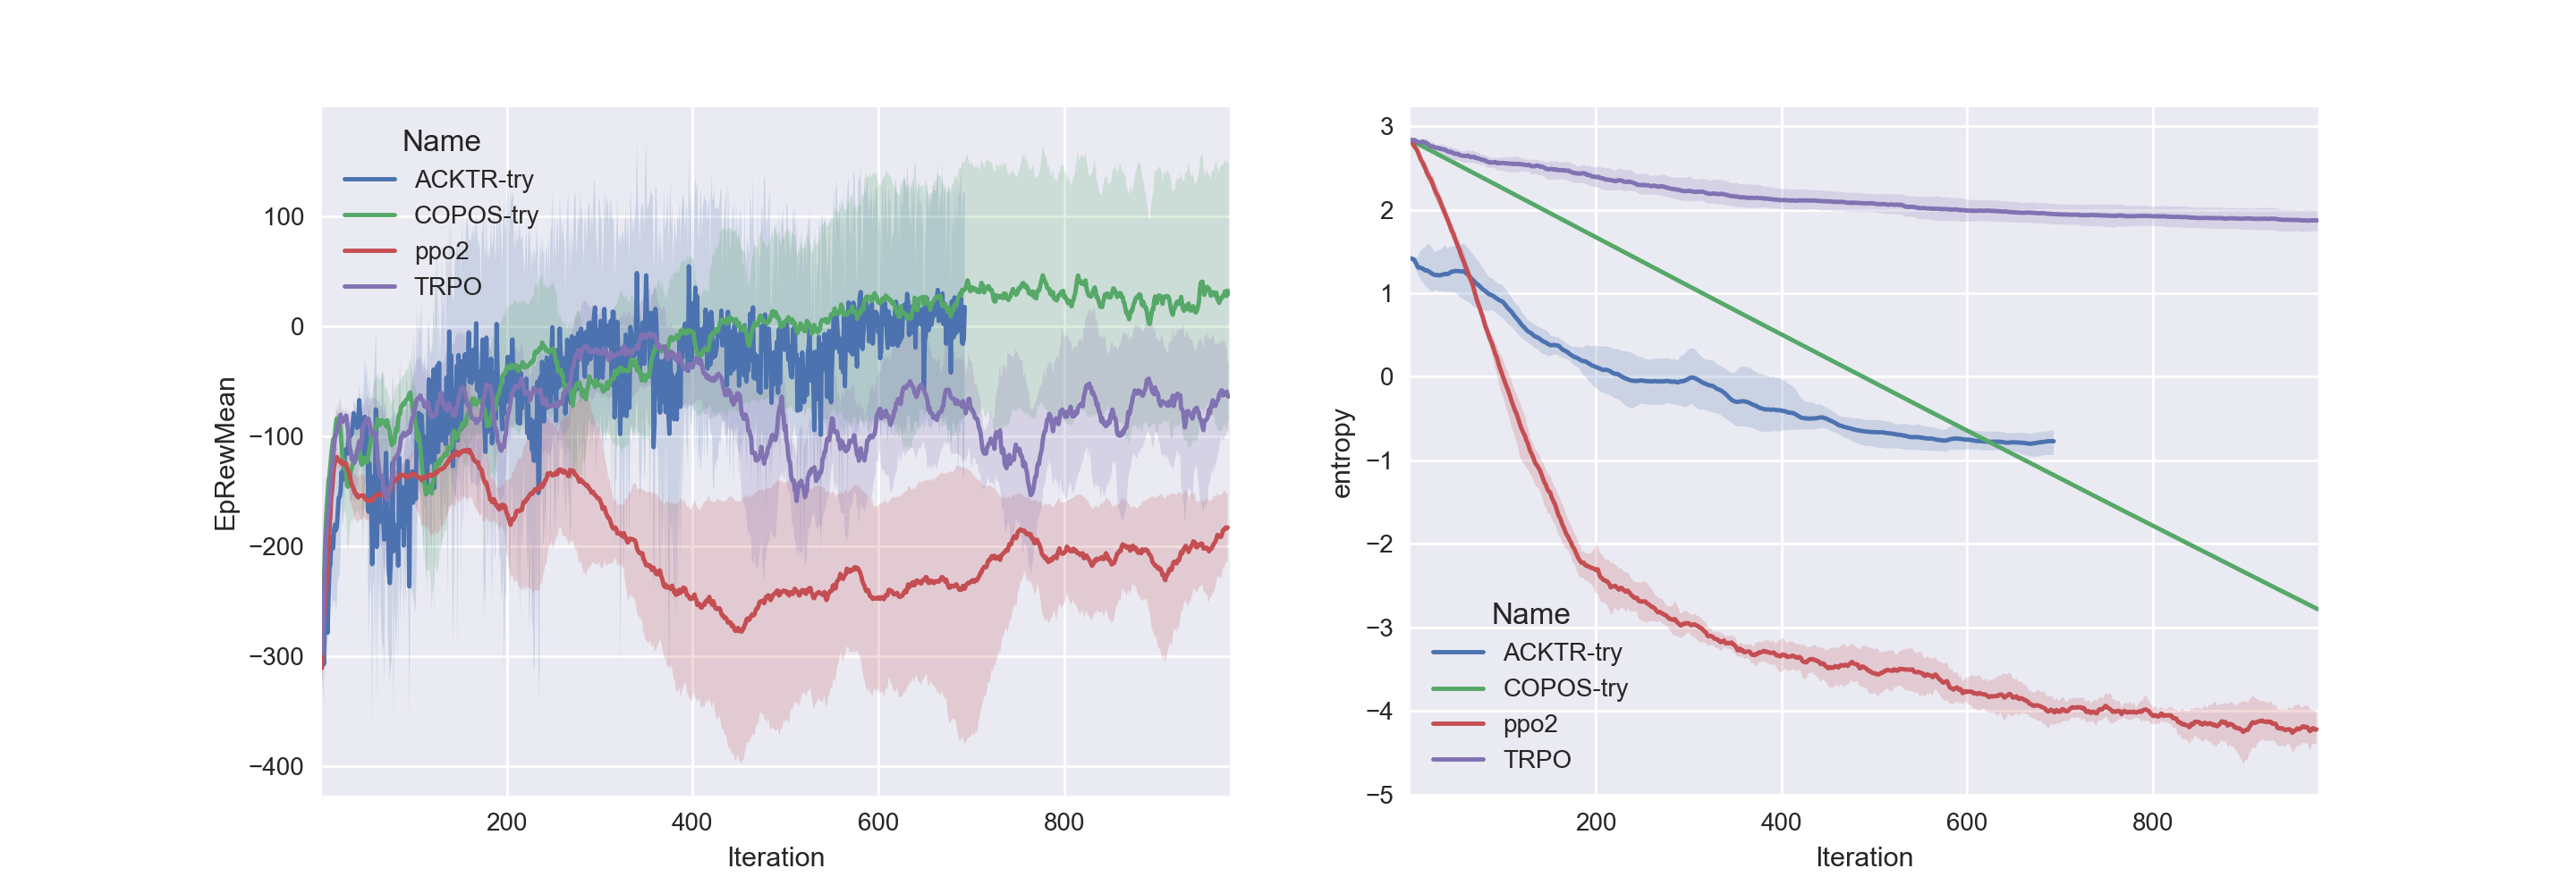 Name
ACKTR-try
COPOS-try
ppo2
TRPO
100
0
−100
−200
−300
−400
EpRewMean
200 400 600 800
Iteration
3
2
1
0
−1
−2
−3
−4
−5
entropy
Name
ACKTR-try
COPOS-try
ppo2
TRPO
200 400 600 800
Iteration